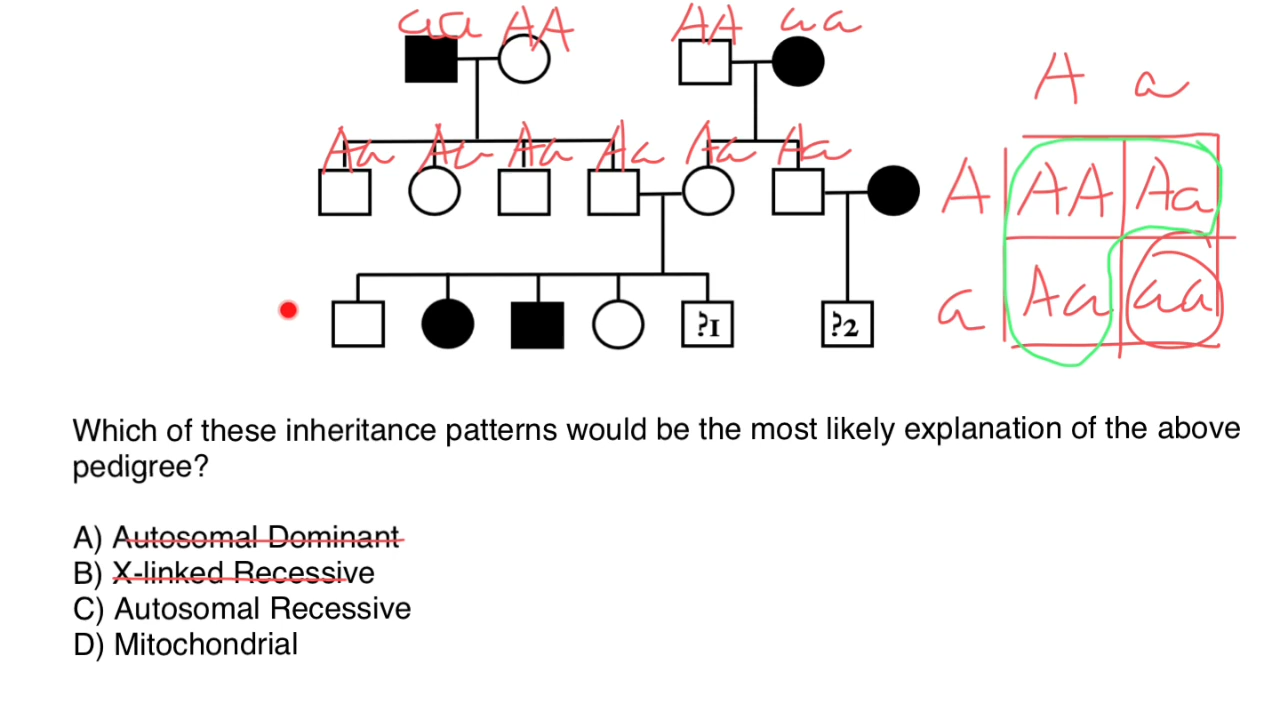 aa AA AA aa
A a
Aa Aa Aa Aa Aa Aa
A AA Aa
a Aa aa
?1 ?2
Which of these inheritance patterns would be the most likely explanation of the above
pedigree?
A) Autosomal Dominant
B) X-linked Recessive
C) Autosomal Recessive
D) Mitochondrial